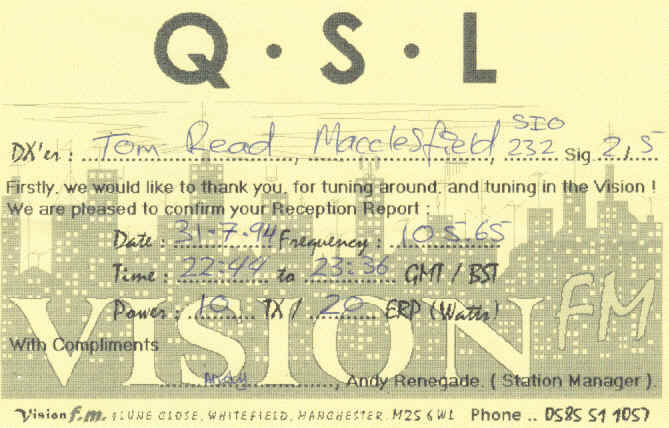 Q · S · L
DX'er : Tom Read, Macclesfield, SIO 232 Sig 2/5
Firstly, we would like to thank you, for tuning around, and tuning in the Vision !
We are pleased to confirm your Reception Report :
Date : 31-7-94 Frequency : 105.65
Time : 22:44 to 23:36 GMT / BST
Power : 10 TX / 20 ERP (Watts)
VISION FM
With Compliments
Andy, Andy Renegade. ( Station Manager ).
Vision f.m. CLOSE, WHITEFIELD, MANCHESTER. M25 6WL Phone .. 0585 51 1057